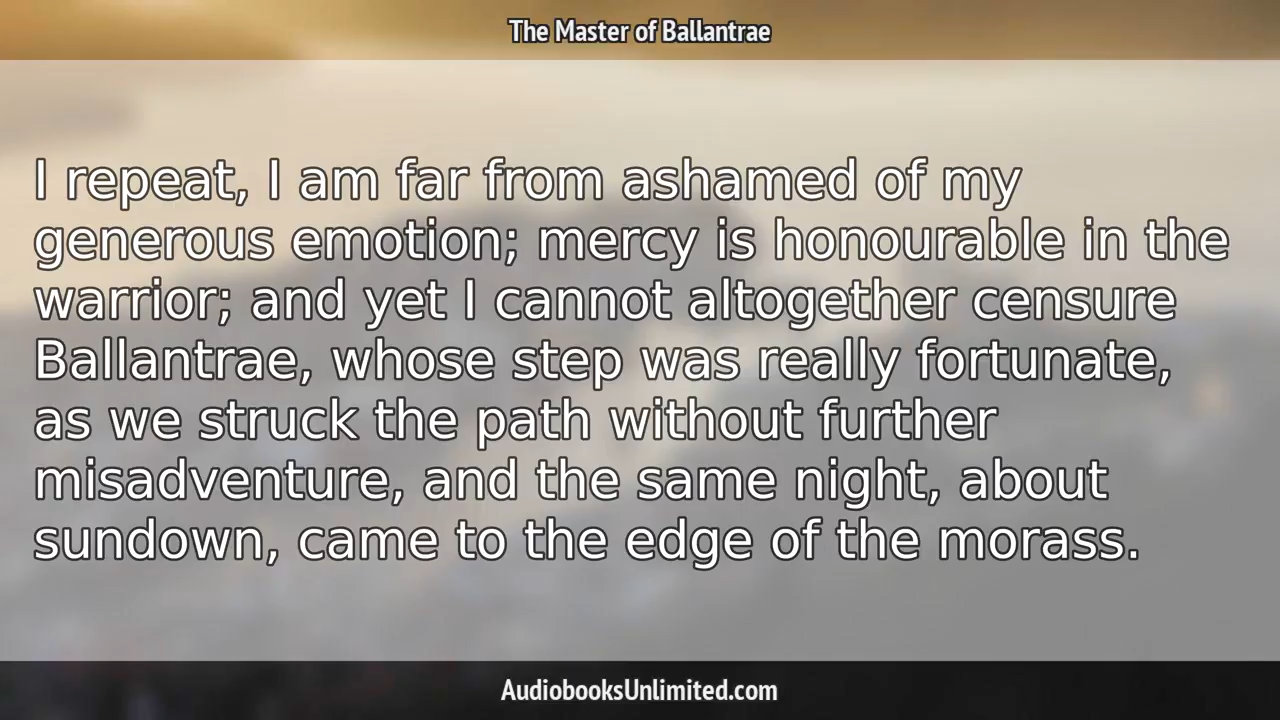 The Master of Ballantrae
I repeat, I am far from ashamed of my
generous emotion; mercy is honourable in the
warrior; and yet I cannot altogether censure
Ballantrae, whose step was really fortunate,
as we struck the path without further
misadventure, and the same night, about
sundown, came to the edge of the morass.
AudiobooksUnlimited.com